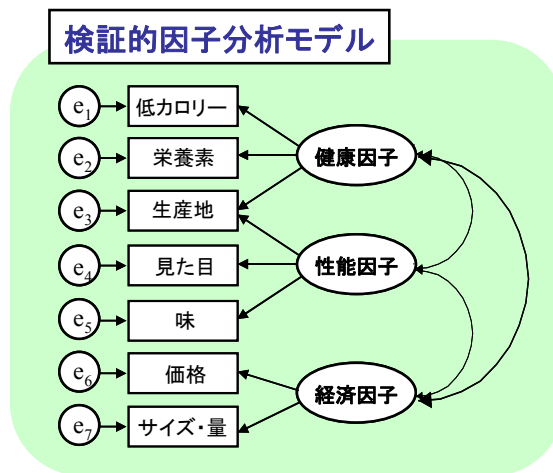 検証的因子分析モデル
e1 低カロリー
e2 栄養素
e3 生産地
e4 見た目
e5 味
e6 価格
e7 サイズ・量
健康因子
性能因子
経済因子